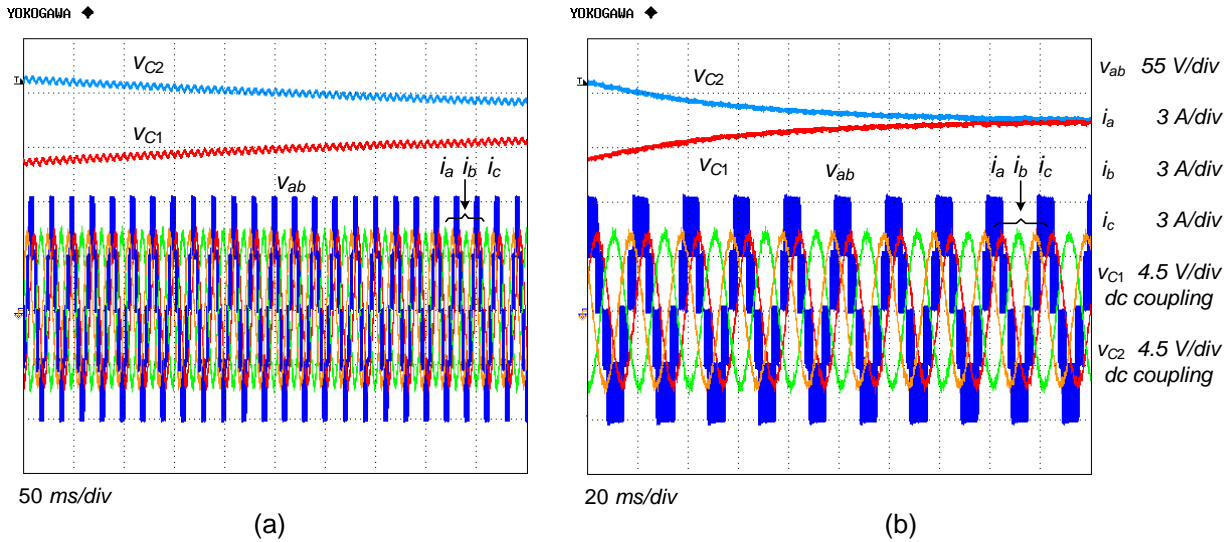 YOKOGAWA ◆
vC2
vC1
vab
ia ib ic
50 ms/div
(a)
YOKOGAWA ◆
vC2
vC1
vab
ia ib ic
20 ms/div
(b)
vab 55 V/div
ia 3 A/div
ib 3 A/div
ic 3 A/div
vC1 4.5 V/div
dc coupling
vC2 4.5 V/div
dc coupling